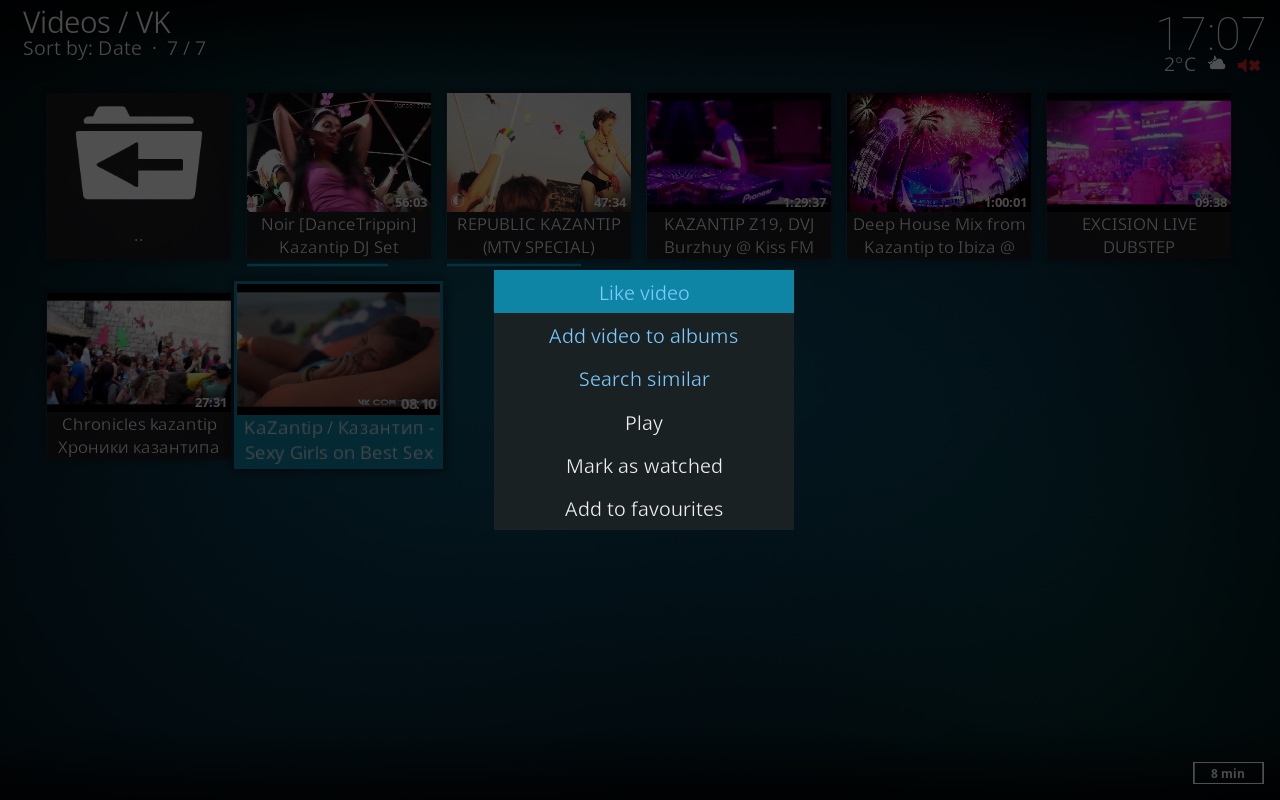 Videos / VK
Sort by: Date · 7 / 7
17:07
2°C
56:03
47:34
Pioneer
1:29:37
1:00:01
09:38
..
Noir [DanceTrippin]
Kazantip DJ Set
REPUBLIC KAZANTIP
(MTV SPECIAL)
KAZANTIP Z19, DVJ
Burzhuy @ Kiss FM
Deep House Mix from
Kazantip to Ibiza @
EXCISION LIVE
DUBSTEP
27:31
Chronicles kazantip
Хроники казантипа
08:10
KaZantip / Казантип -
Sexy Girls on Best Sex
Like video
Add video to albums
Search similar
Play
Mark as watched
Add to favourites
8 min